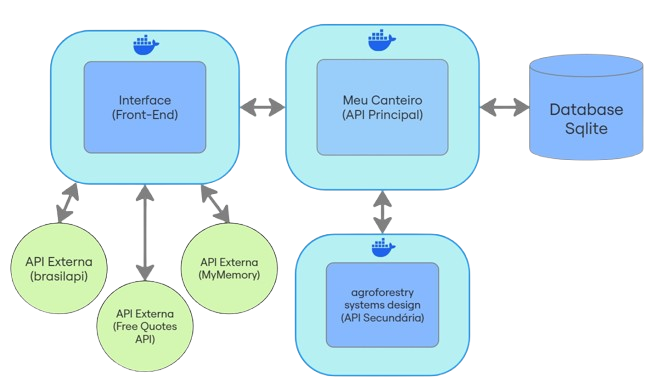 Interface
(Front-End)
Meu Canteiro
(API Principal)
Database
Sqlite
API Externa
(brasilapi)
API Externa
(MyMemory)
API Externa
(Free Quotes
API)
agroforestry
systems design
(API Secundária)